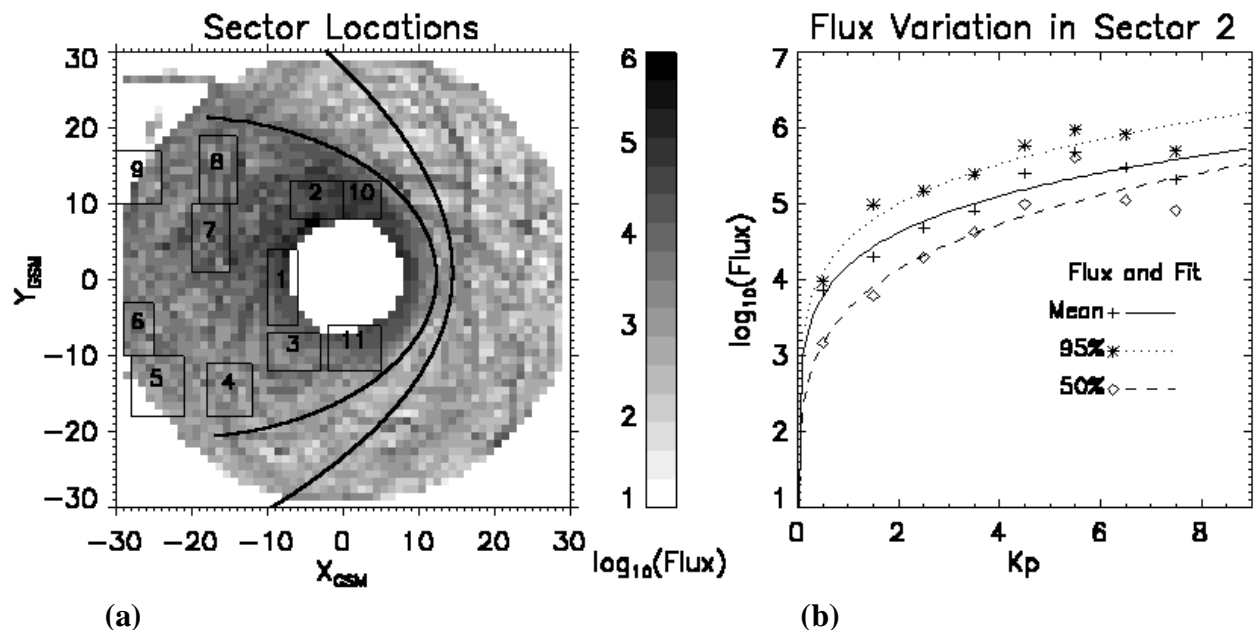 Sector Locations
30
20
10
0
−10
−20
−30
Y_GSM
−30 −20 −10 0 10 20 30
X_GSM
9
8
2 10
7
1
6
3 11
5 4
6
5
4
3
2
1
log₁₀(Flux)
(a)
Flux Variation in Sector 2
7
6
5
4
3
2
1
log₁₀(Flux)
Flux and Fit
Mean
95%
50%
0 2 4 6 8
Kp
(b)